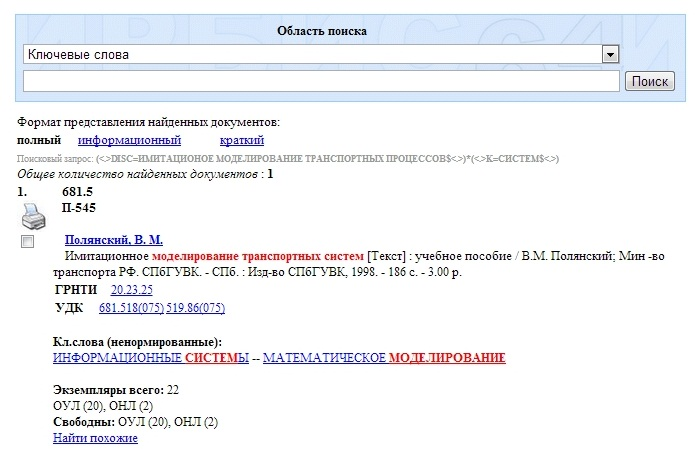 Область поиска
Ключевые слова
Поиск
Формат представления найденных документов:
полный информационный краткий
Поисковый запрос: (<.>DISC=ИМИТАЦИОНОЕ МОДЕЛИРОВАНИЕ ТРАНСПОРТНЫХ ПРОЦЕССОВ$<.>)*(<.>K=СИСТЕМ$<.>)
Общее количество найденных документов : 1
1. 681.5
П-545
Полянский, В. М.
Имитационное моделирование транспортных систем [Текст] : учебное пособие / В.М. Полянский; Мин -во
транспорта РФ. СПбГУВК. - СПб. : Изд-во СПбГУВК, 1998. - 186 с. - 3.00 р.
ГРНТИ 20.23.25
УДК 681.518(075) 519.86(075)
Кл.слова (ненормированные):
ИНФОРМАЦИОННЫЕ СИСТЕМЫ -- МАТЕМАТИЧЕСКОЕ МОДЕЛИРОВАНИЕ
Экземпляры всего: 22
ОУЛ (20), ОНЛ (2)
Свободны: ОУЛ (20), ОНЛ (2)
Найти похожие